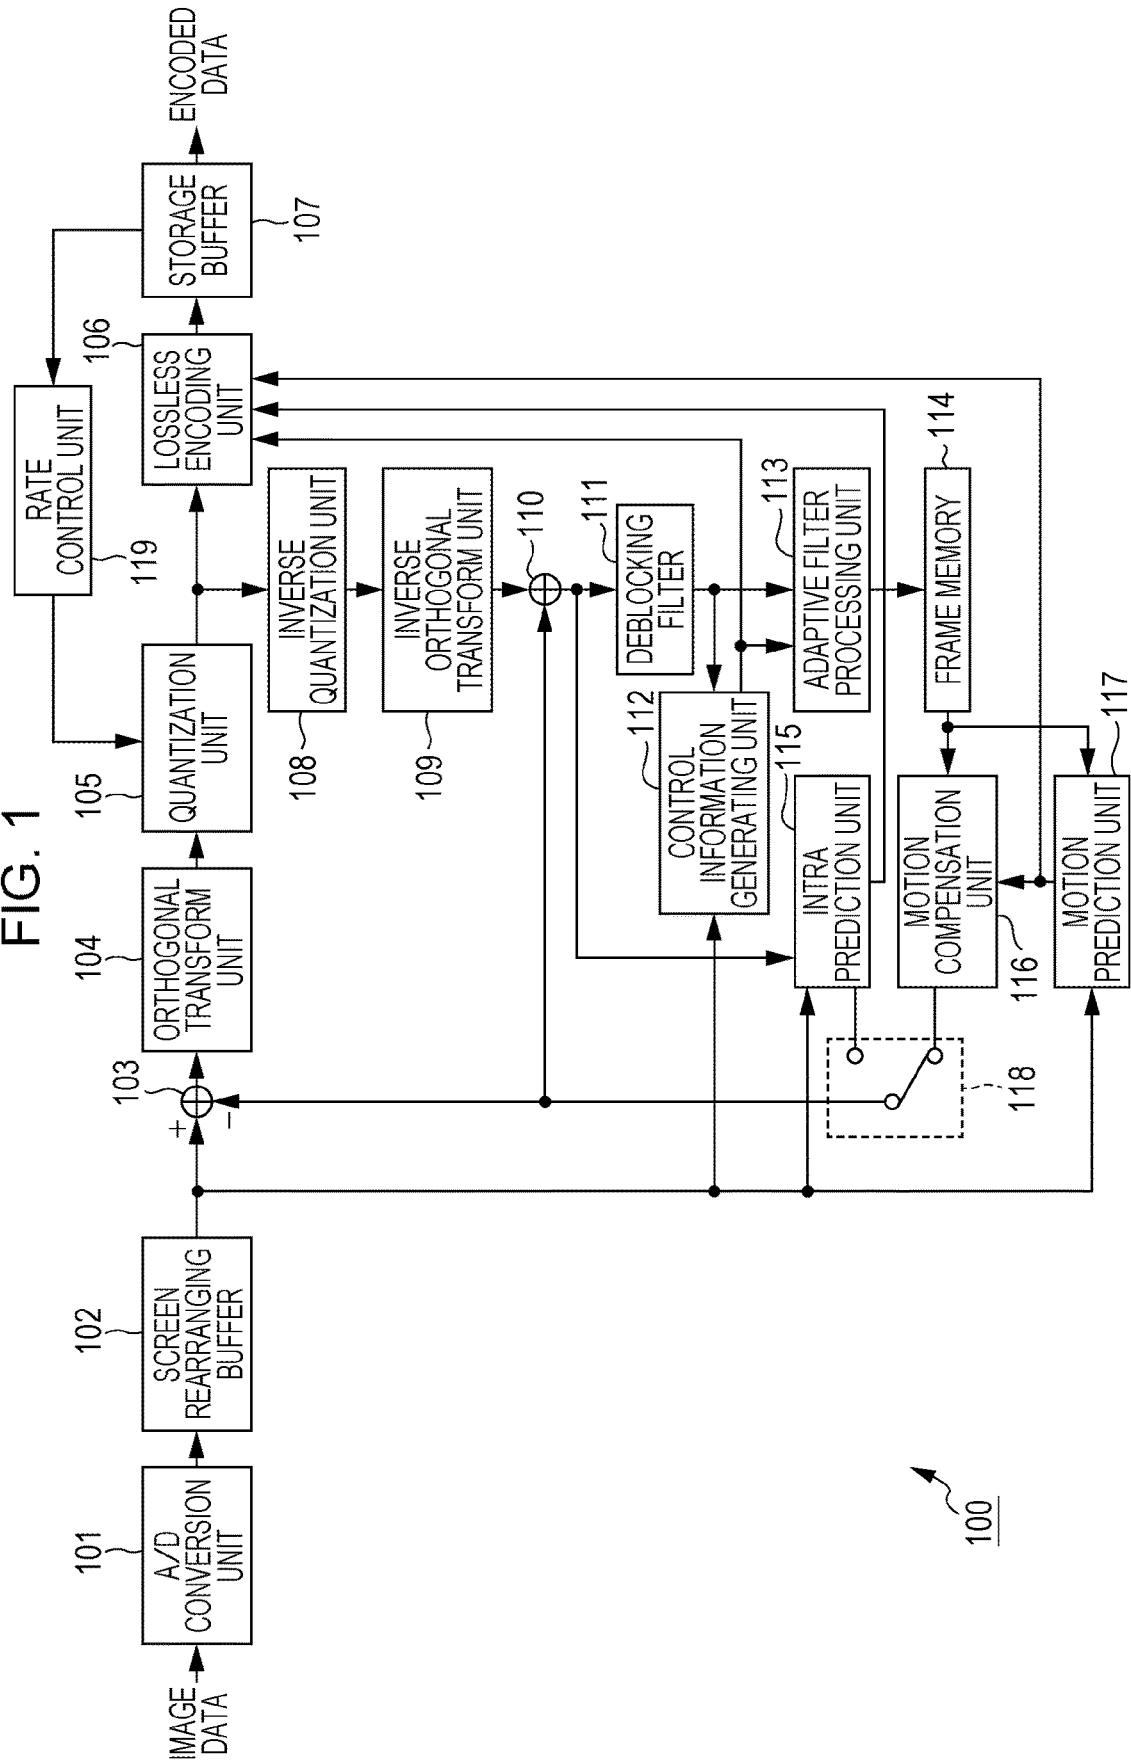 FIG. 1
IMAGE
DATA
101
A/D
CONVERSION
UNIT
102
SCREEN
REARRANGING
BUFFER
103
+
−
104
ORTHOGONAL
TRANSFORM
UNIT
105
QUANTIZATION
UNIT
RATE
CONTROL UNIT
119
106
LOSSLESS
ENCODING
UNIT
STORAGE
BUFFER
107
ENCODED
DATA
INVERSE
QUANTIZATION UNIT
108
INVERSE
ORTHOGONAL
TRANSFORM UNIT
109
110
111
DEBLOCKING
FILTER
112
CONTROL
INFORMATION
GENERATING UNIT
113
ADAPTIVE FILTER
PROCESSING UNIT
114
FRAME MEMORY
115
INTRA
PREDICTION UNIT
MOTION
COMPENSATION
UNIT
116
117
MOTION
PREDICTION UNIT
118
100